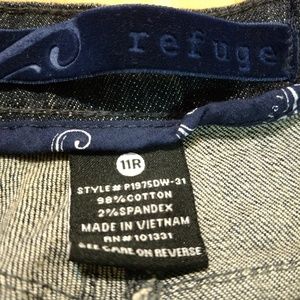 refuge
11R
STYLE# P1975DW-31
98%COTTON
2%SPANDEX
MADE IN VIETNAM
RN# 101331
SEE CARE ON REVERSE